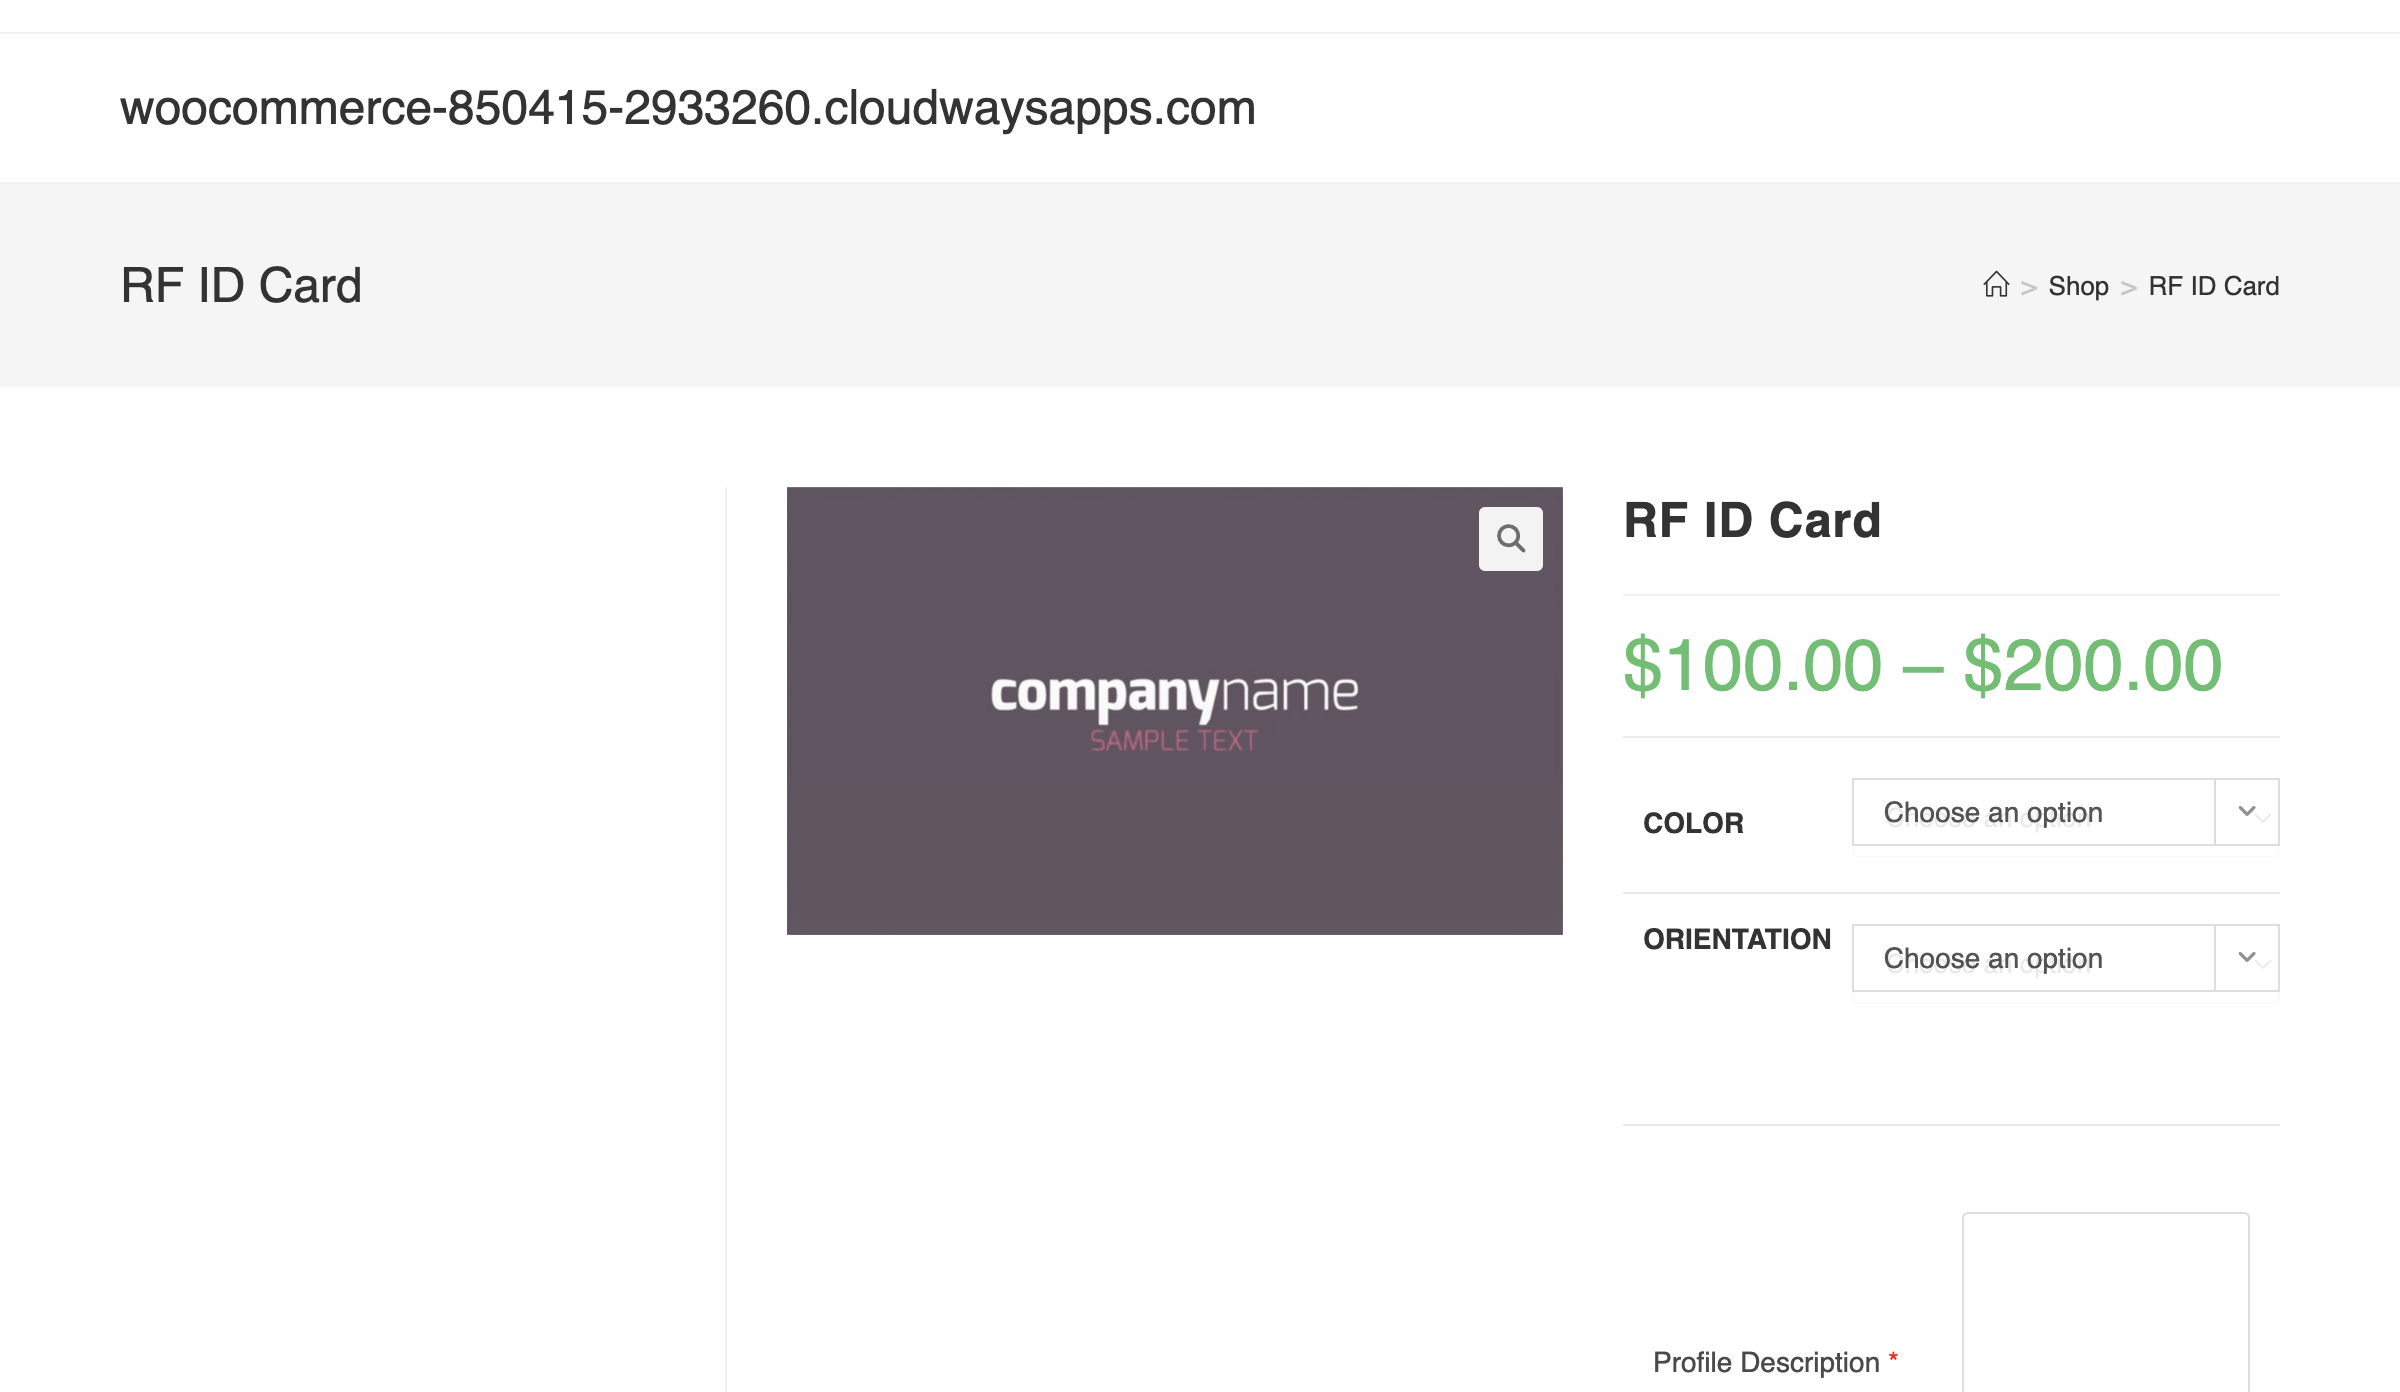 woocommerce-850415-2933260.cloudwaysapps.com
RF ID Card
> Shop > RF ID Card
companyname
SAMPLE TEXT
RF ID Card
$100.00 – $200.00
COLOR
Choose an option
ORIENTATION
Choose an option
Profile Description *